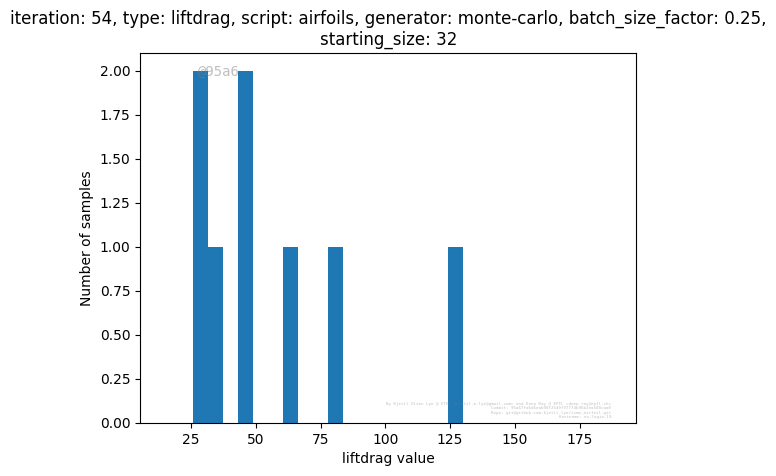 iteration: 54, type: liftdrag, script: airfoils, generator: monte-carlo, batch_size_factor: 0.25,
starting_size: 32
@95a6
2.00
1.75
1.50
1.25
1.00
0.75
0.50
0.25
0.00
Number of samples
25 50 75 100 125 150 175
liftdrag value